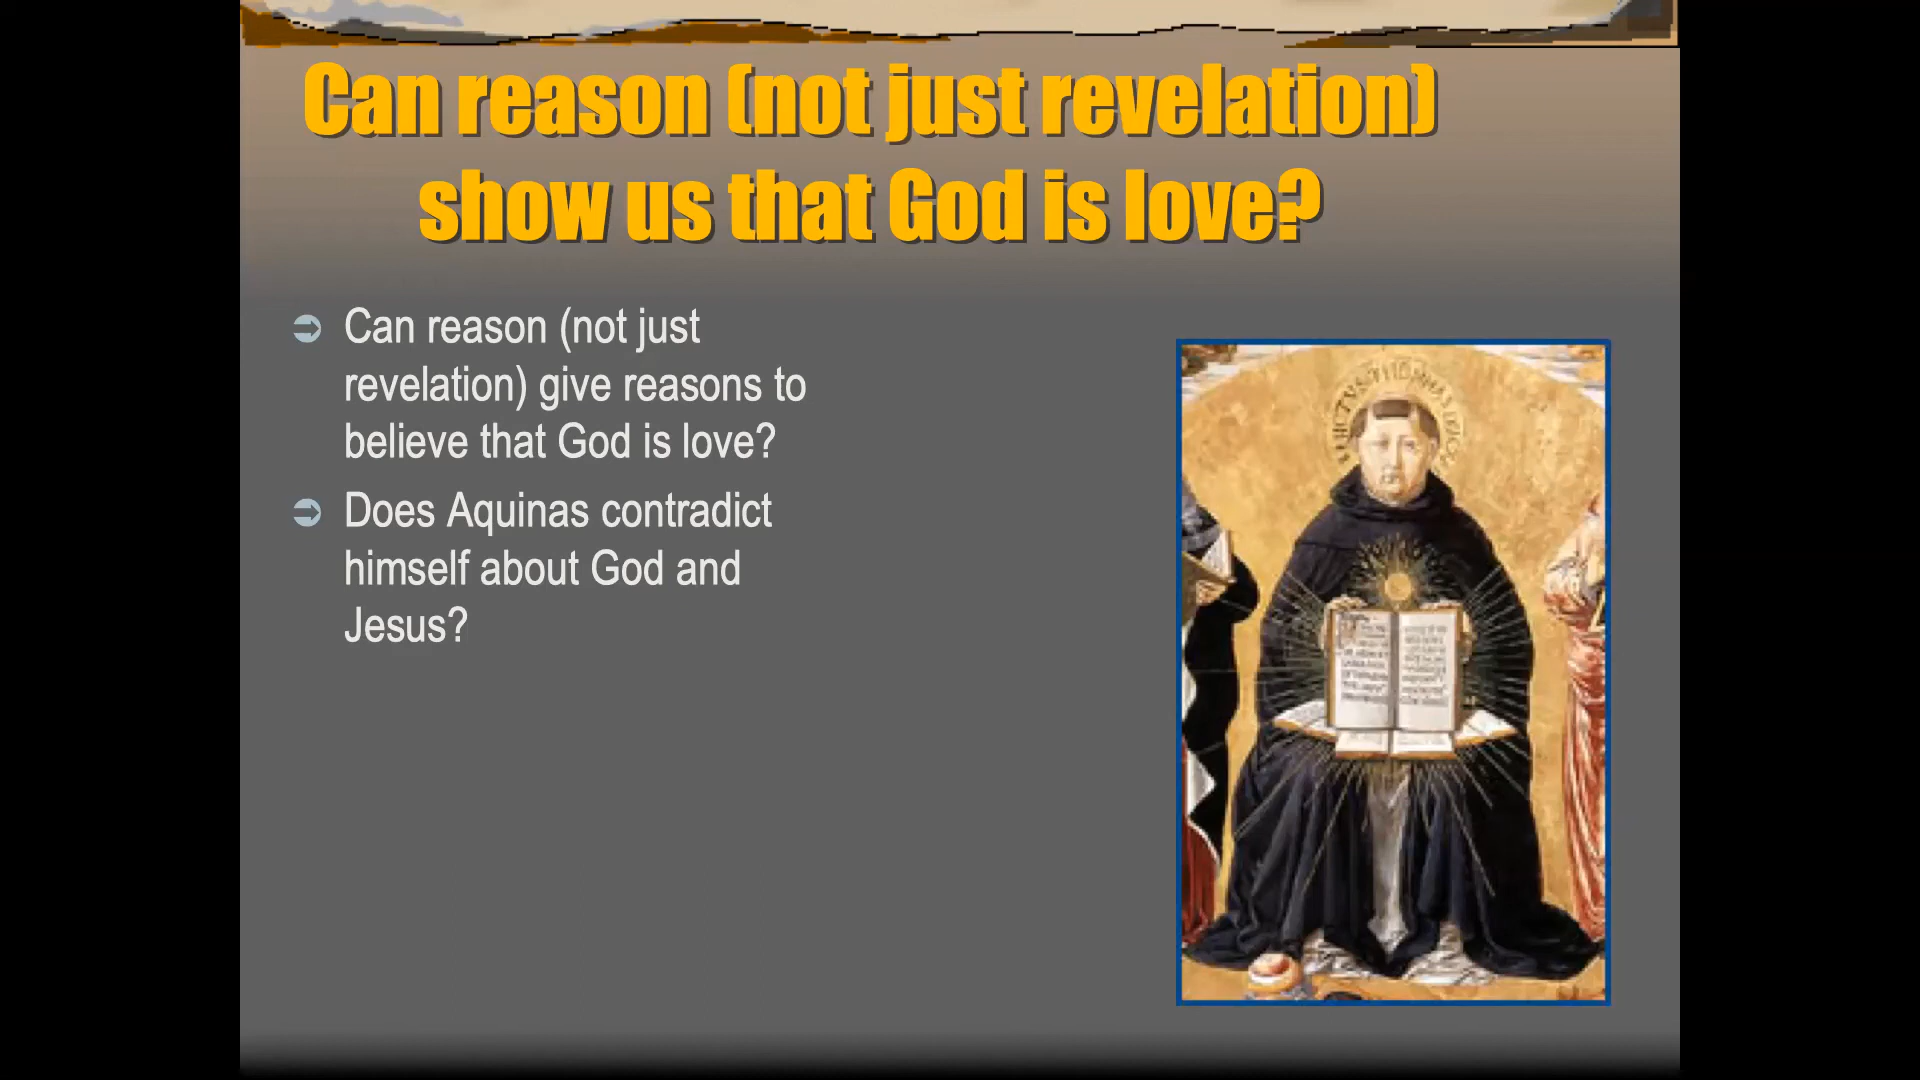 Can reason (not just revelation)
show us that God is love?
Can reason (not just
revelation) give reasons to
believe that God is love?
Does Aquinas contradict
himself about God and
Jesus?